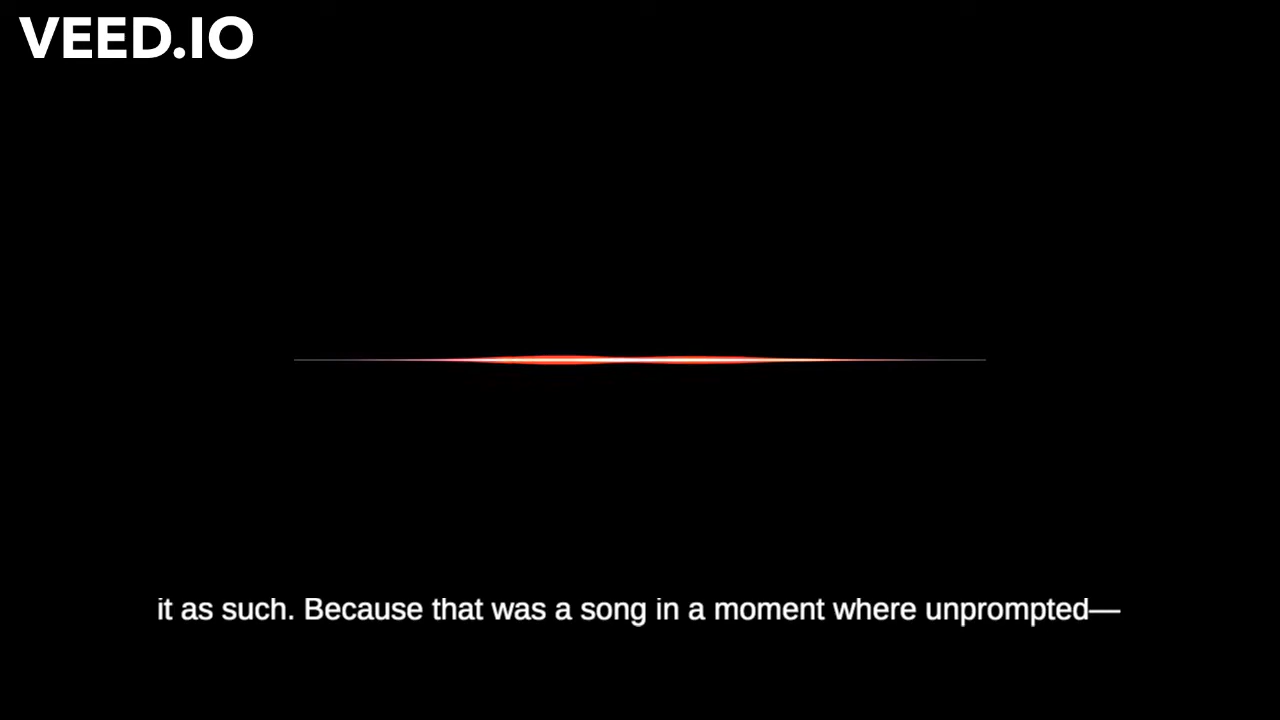 VEED.IO
it as such. Because that was a song in a moment where unprompted—